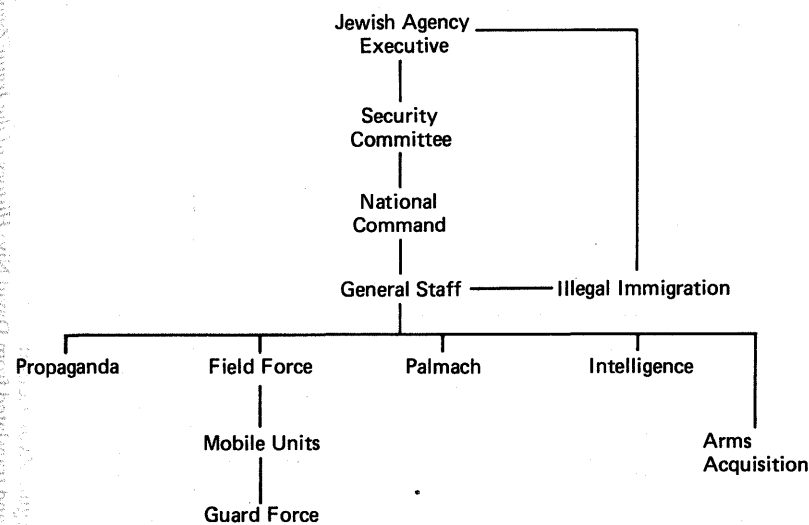 Jewish Agency
Executive
Security
Committee
National
Command
General Staff
Illegal Immigration
Propaganda
Field Force
Palmach
Intelligence
Mobile Units
Arms
Acquisition
Guard Force